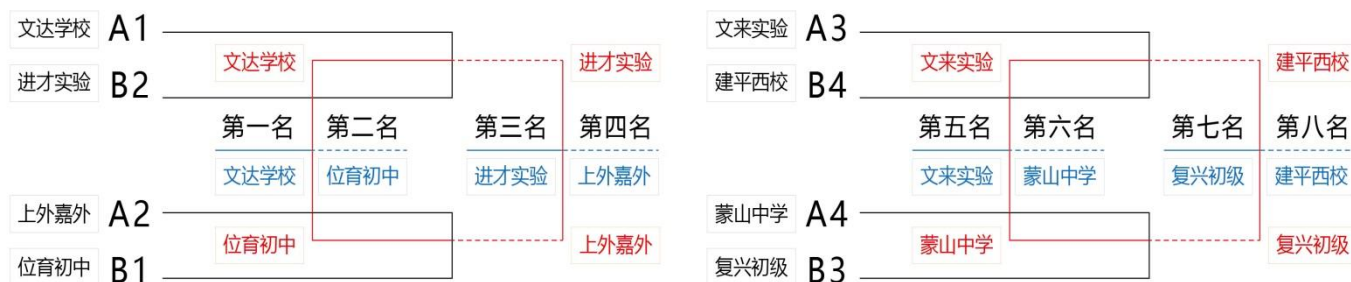 文达学校 A1
文达学校
进才实验
进才实验 B2
第一名 第二名 第三名 第四名
文达学校 位育初中 进才实验 上外嘉外
上外嘉外 A2
位育初中
上外嘉外
位育初中 B1
文来实验 A3
文来实验
建平西校
建平西校 B4
第五名 第六名 第七名 第八名
文来实验 蒙山中学 复兴初级 建平西校
蒙山中学 A4
蒙山中学
复兴初级
复兴初级 B3